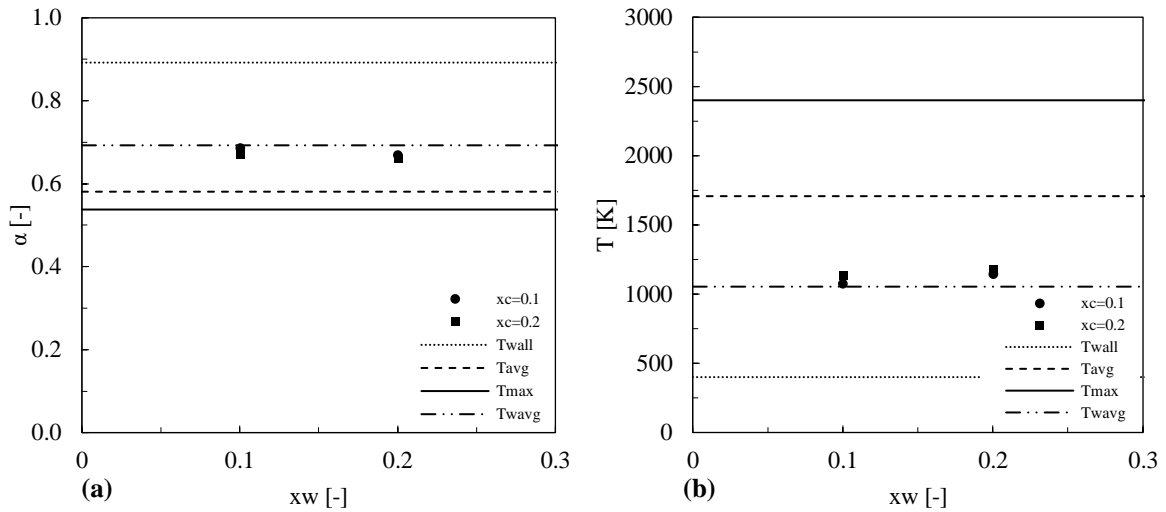 1.0
0.8
0.6
0.4
0.2
0.0
α [-]
xc=0.1
xc=0.2
Twall
Tavg
Tmax
Twavg
0
0.1
0.2
0.3
(a)
xw [-]
3000
2500
2000
1500
1000
500
0
T [K]
xc=0.1
xc=0.2
Twall
Tavg
Tmax
Twavg
0
0.1
0.2
0.3
(b)
xw [-]